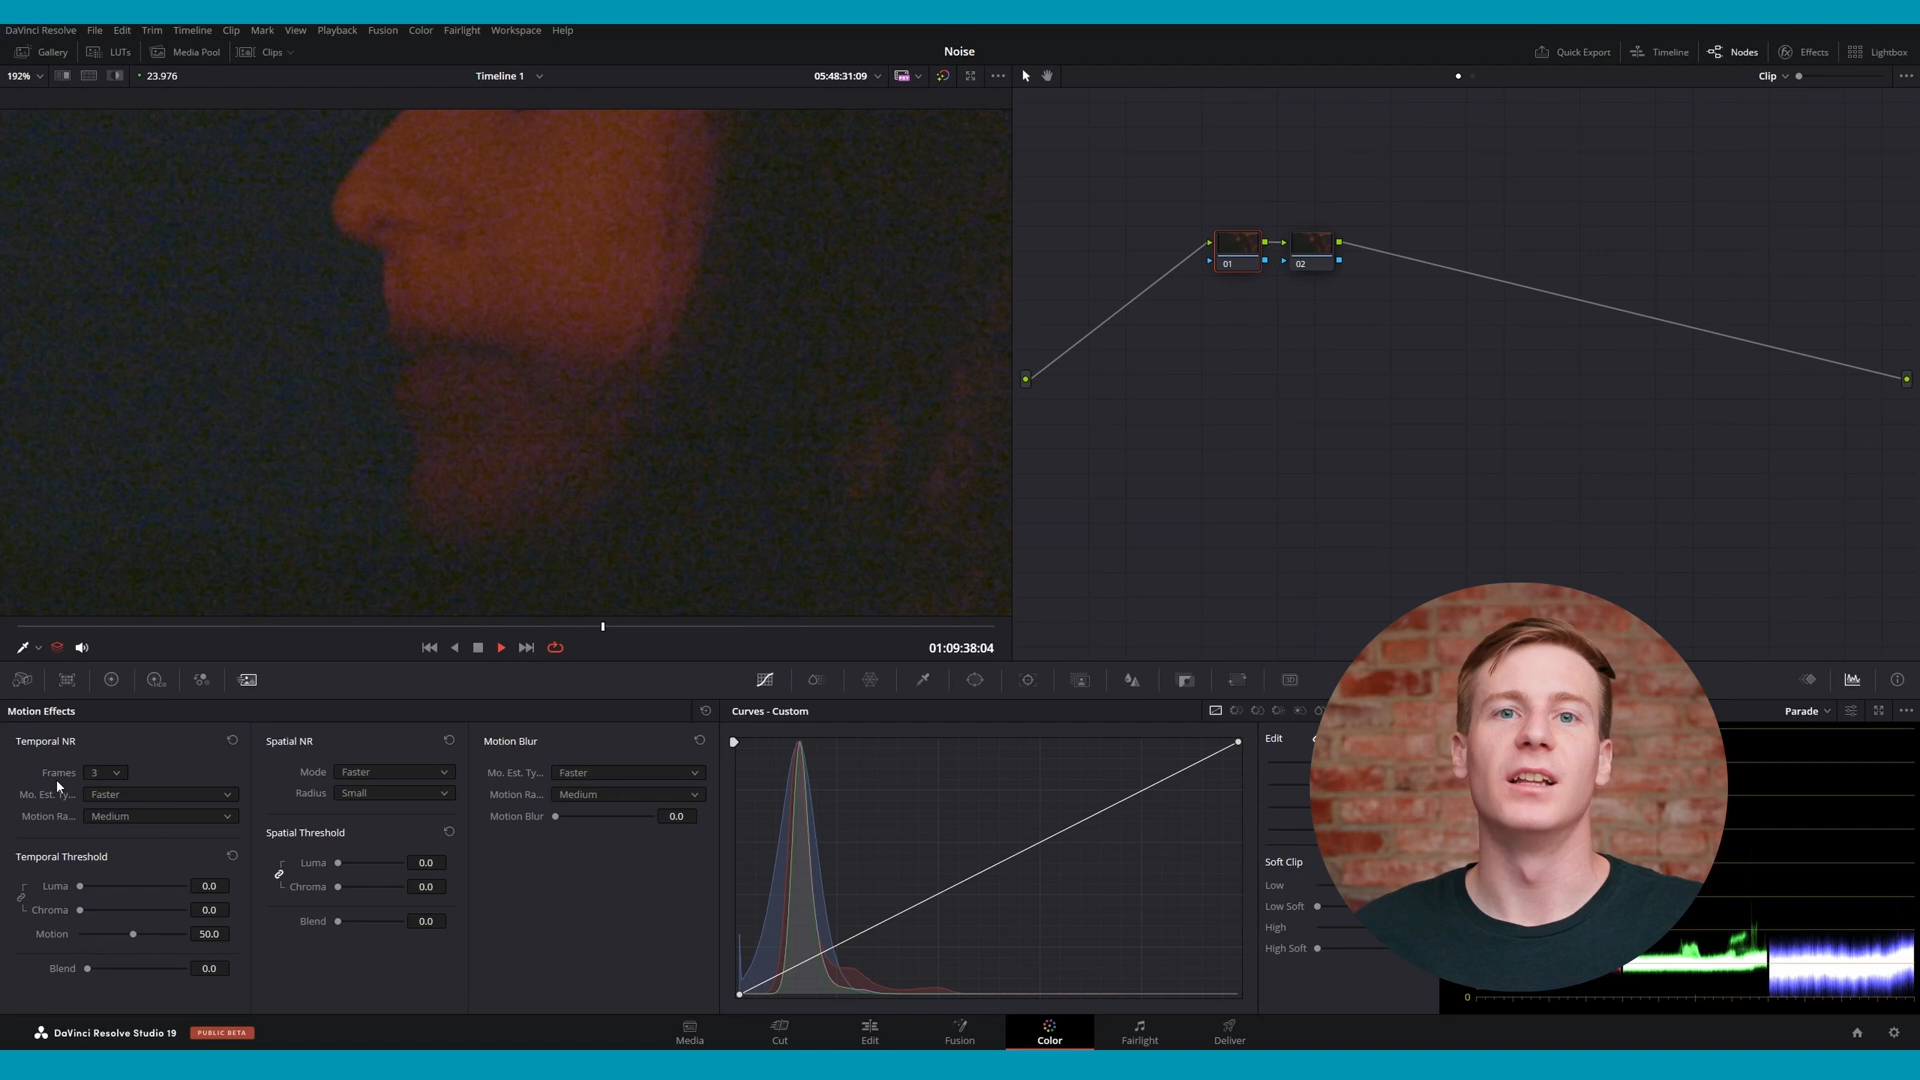 DaVinci Resolve File Edit Trim Timeline Clip Mark View Playback Fusion Color Fairlight Workspace Help
Gallery LUTs Media Pool Clips Noise Quick Export Timeline Nodes Effects Lightbox
192% 23.976 Timeline 1 05:48:31:09 Clip
01 02
01:09:38:04
Motion Effects Curves - Custom Parade
Temporal NR Spatial NR Motion Blur Edit
Frames 3 Mode Faster Mo. Est. Ty... Faster
Mo. Est. Ty... Faster Radius Small Motion Ra... Medium
Motion Ra... Medium Motion Blur 0.0
Spatial Threshold
Temporal Threshold Luma 0.0 Soft Clip
Luma 0.0 Chroma 0.0 Low
Chroma 0.0 Low Soft
Motion 50.0 Blend 0.0 High
High Soft
Blend 0.0
0
DaVinci Resolve Studio 19 PUBLIC BETA Media Cut Edit Fusion Color Fairlight Deliver